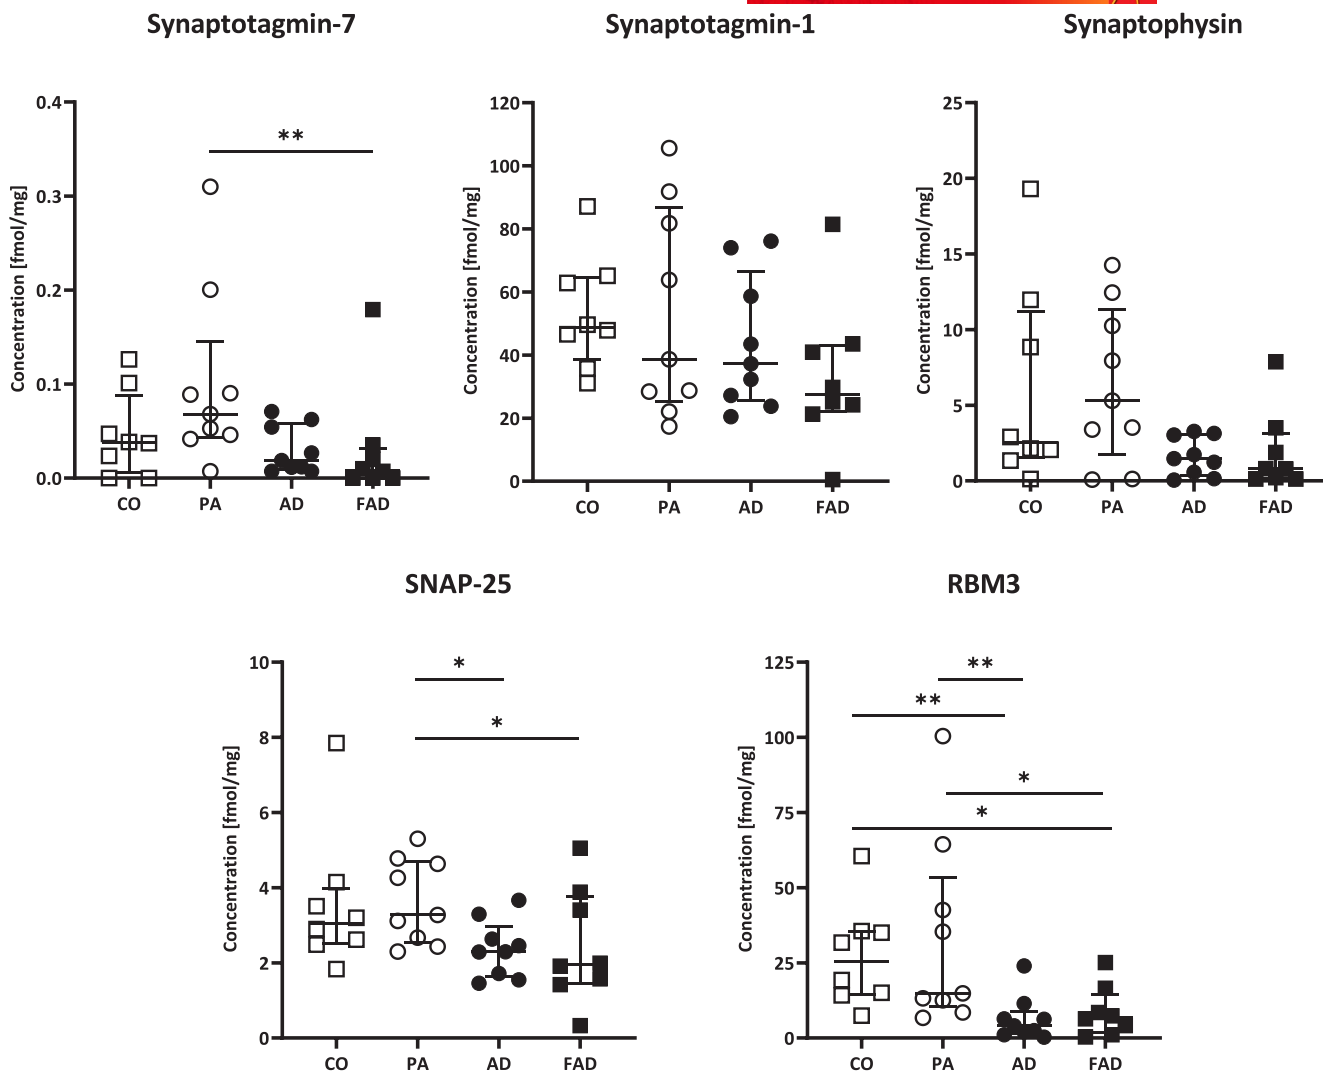 Synaptotagmin-7
Synaptotagmin-1
Synaptophysin
Concentration [fmol/mg]
0.4
0.3
0.2
0.1
0.0
**
CO PA AD FAD
Concentration [fmol/mg]
120
100
80
60
40
20
0
CO PA AD FAD
Concentration [fmol/mg]
25
20
15
10
5
0
CO PA AD FAD
SNAP-25
RBM3
Concentration [fmol/mg]
10
8
6
4
2
0
*
*
CO PA AD FAD
Concentration [fmol/mg]
125
100
75
50
25
0
**
**
*
*
CO PA AD FAD